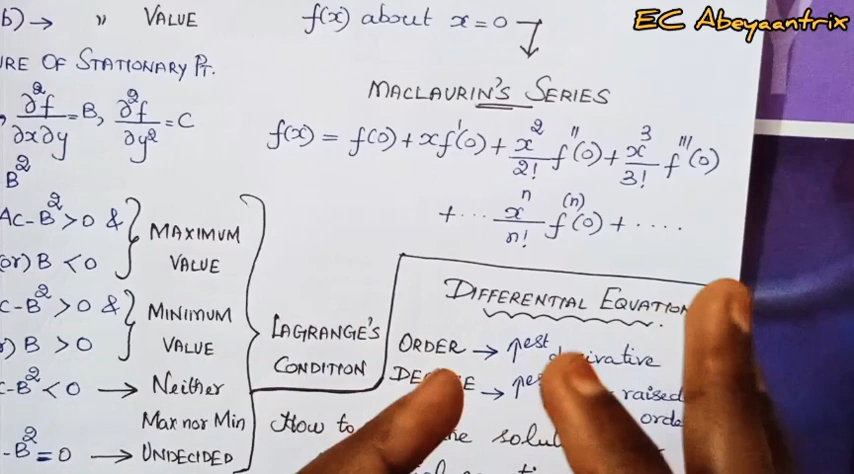 EC Abeyaantrix
b) → " VALUE
URE OF STATIONARY PT.
∂²f/∂x∂y = B, ∂²f/∂y² = C
B²
AC-B²>0 &
(or) B <0
MAXIMUM
VALUE
C-B²>0 &
) B >0
MINIMUM
VALUE
C-B²<0 → Neither
Max nor Min
-B²=0 → UNDECIDED
LAGRANGE'S
CONDITION
f(x) about x=0
MACLAURIN'S SERIES
f(x) = f(0) + xf'(0) + x²/2! f''(0) + x³/3! f'''(0)
+ ... xⁿ/n! f⁽ⁿ⁾(0) + ....
DIFFERENTIAL EQUATION
ORDER → derivative
→ raised
orde
How to solu